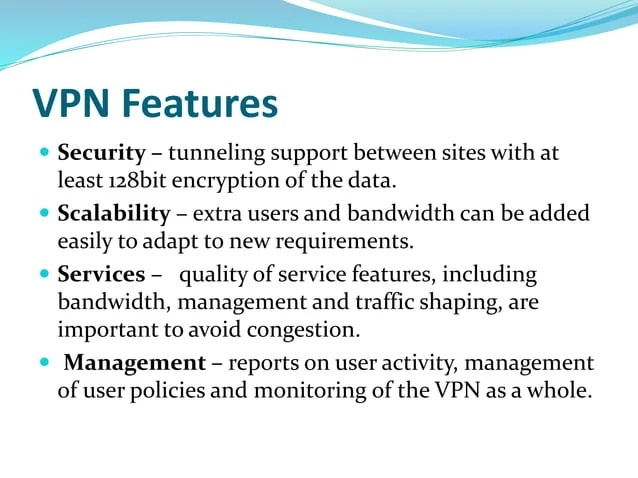 VPN Features
• Security – tunneling support between sites with at
least 128bit encryption of the data.
• Scalability – extra users and bandwidth can be added
easily to adapt to new requirements.
• Services – quality of service features, including
bandwidth, management and traffic shaping, are
important to avoid congestion.
• Management – reports on user activity, management
of user policies and monitoring of the VPN as a whole.